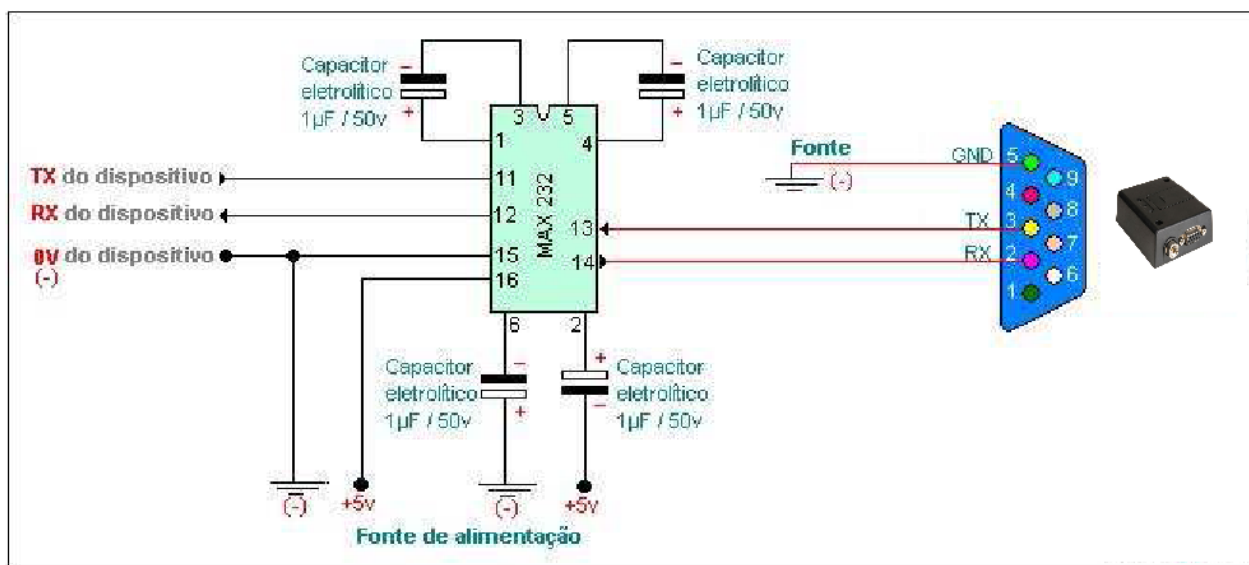 Capacitor
eletrolítico
1µF / 50v
−
+
3
5
1
4
−
+
Capacitor
eletrolítico
1µF / 50v
TX do dispositivo
RX do dispositivo
0V do dispositivo
(-)
11
12
15
16
MAX 232
13
14
6
2
Fonte
(-)
GND
TX
RX
5
4
3
2
1
9
8
7
6
Capacitor
eletrolítico
1µF / 50v
−
+
+
−
Capacitor
eletrolítico
1µF / 50v
(-)
+5v
(-)
+5v
Fonte de alimentação